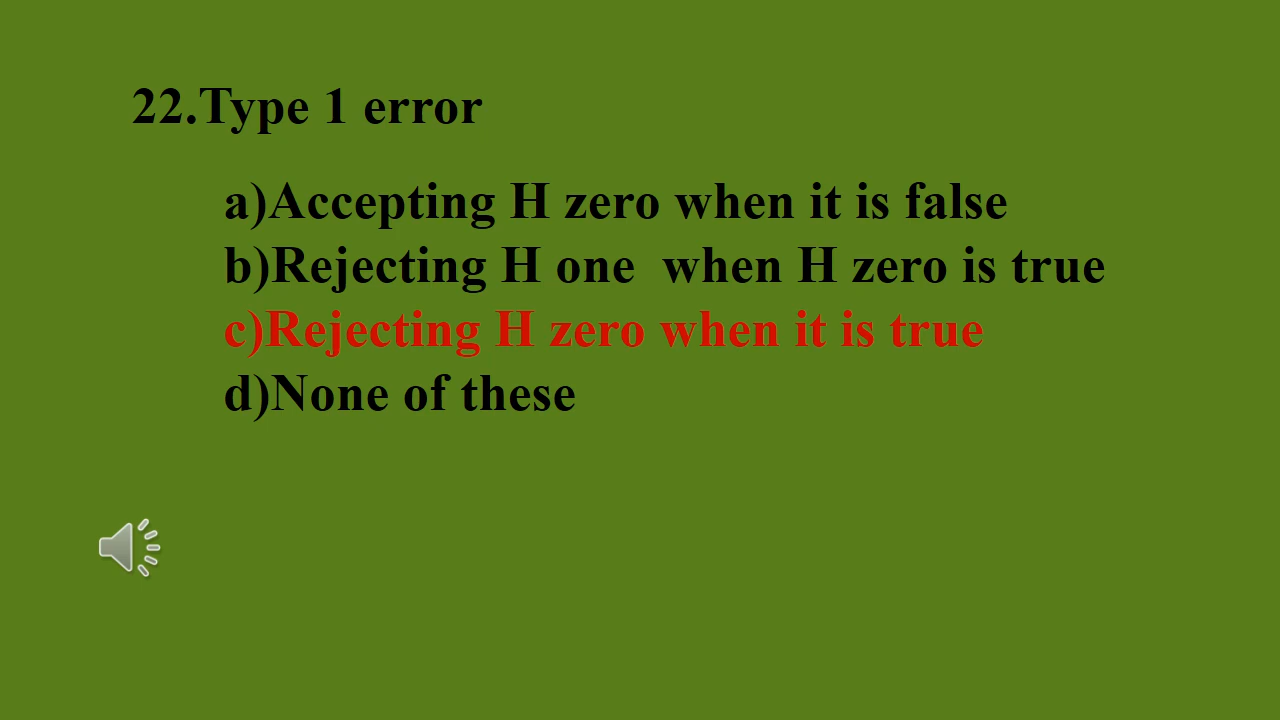 22.Type 1 error
a)Accepting H zero when it is false
b)Rejecting H one  when H zero is true
c)Rejecting H zero when it is true
d)None of these